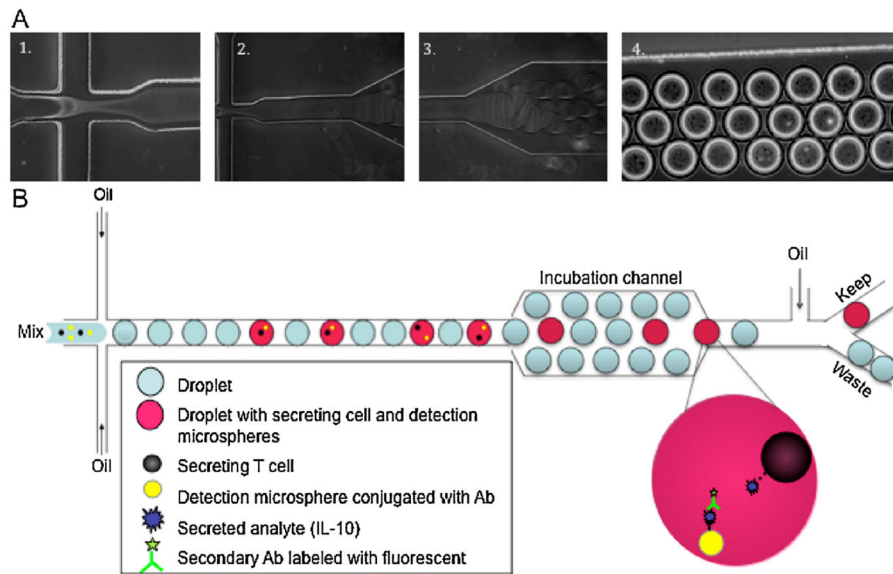 A
1.
2.
3.
4.
B
Oil
Oil
Incubation channel
Keep
Mix
Waste
Oil
Droplet
Droplet with secreting cell and detection
microspheres
Secreting T cell
Detection microsphere conjugated with Ab
Secreted analyte (IL-10)
Secondary Ab labeled with fluorescent